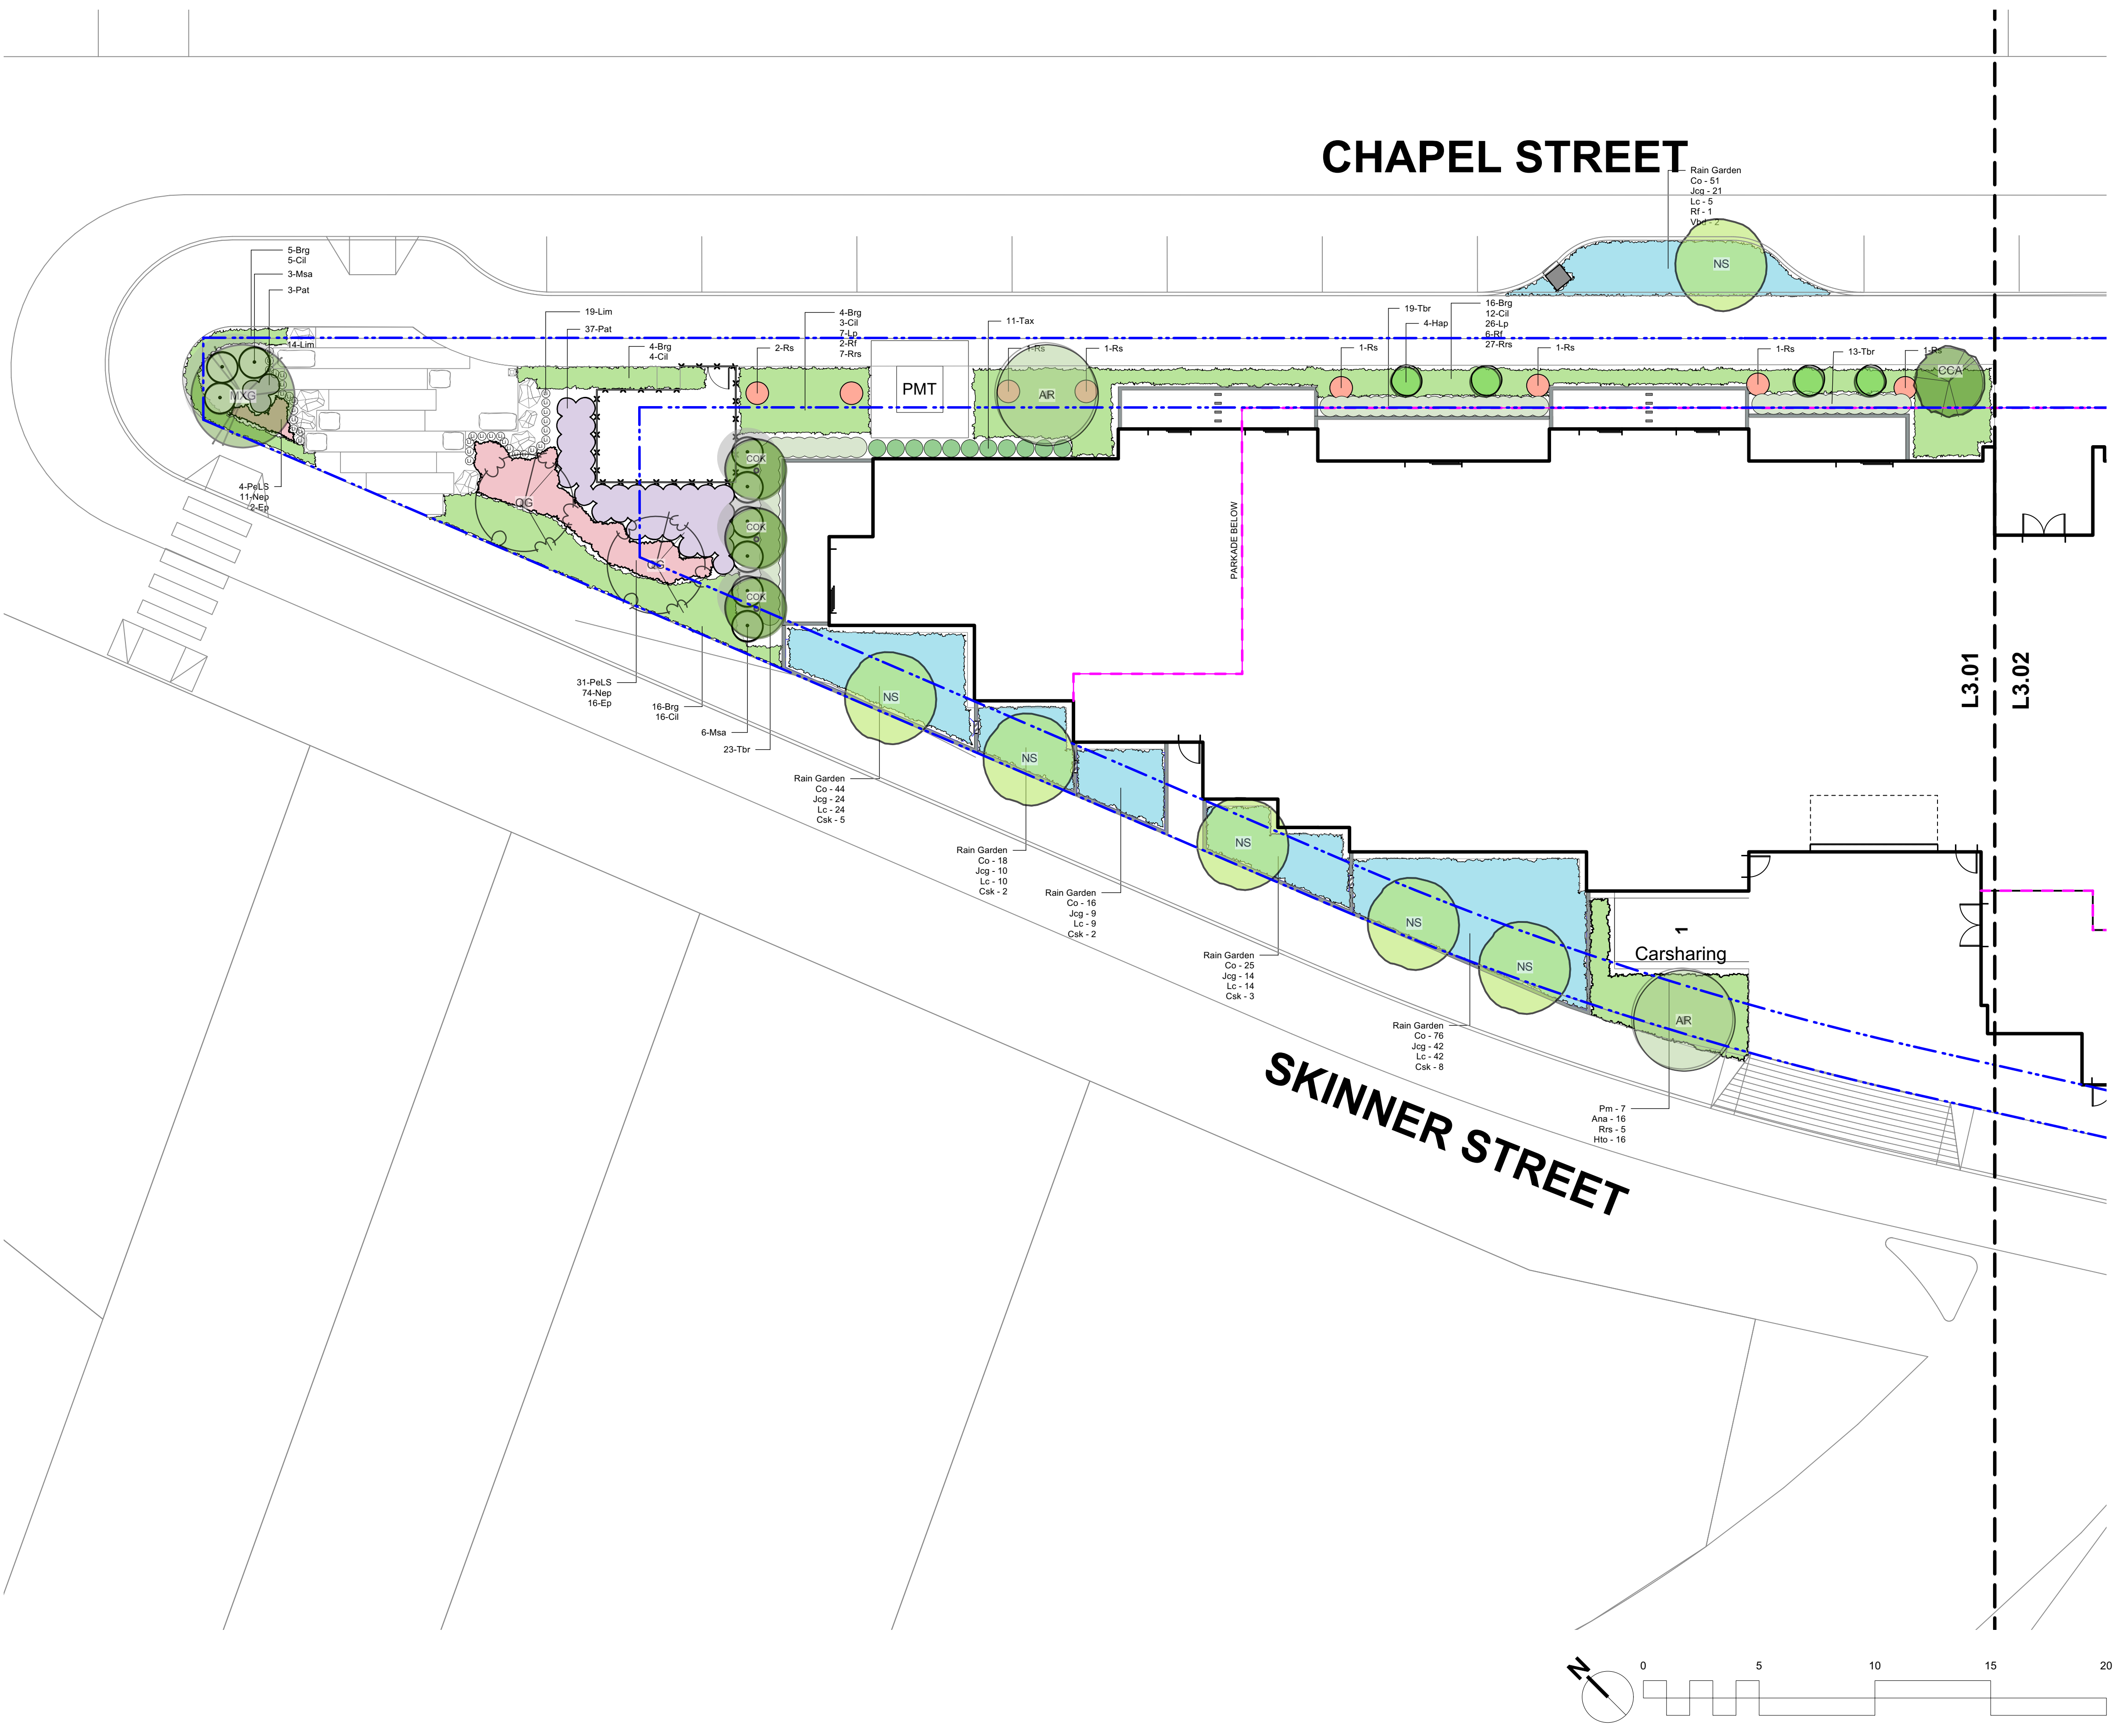 CHAPEL STREET
Rain Garden
Co - 51
Jcg - 21
Lc - 5
Rf - 1
Vbd - 2
NS
5-Brg
5-Cil
3-Msa
3-Pat
14-Lim
MXG
4-PeLS
11-Nep
2-Ep
19-Lim
37-Pat
4-Brg
4-Cil
2-Rs
4-Brg
3-Cil
7-Lp
2-Rf
7-Rrs
PMT
11-Tax
1-Rs
1-Rs
AR
1-Rs
19-Tbr
4-Hap
16-Brg
12-Cil
26-Lp
6-Rf
27-Rrs
1-Rs
1-Rs
13-Tbr
1-Rs
CCA
QG
QG
COK
COK
COK
PARKADE BELOW
L3.01
L3.02
31-PeLS
74-Nep
16-Ep
16-Brg
16-Cil
6-Msa
23-Tbr
NS
Rain Garden
Co - 44
Jcg - 24
Lc - 24
Csk - 5
NS
Rain Garden
Co - 18
Jcg - 10
Lc - 10
Csk - 2
Rain Garden
Co - 16
Jcg - 9
Lc - 9
Csk - 2
NS
Rain Garden
Co - 25
Jcg - 14
Lc - 14
Csk - 3
NS
NS
Rain Garden
Co - 76
Jcg - 42
Lc - 42
Csk - 8
1
Carsharing
AR
Pm - 7
Ana - 16
Rrs - 5
Hto - 16
SKINNER STREET
N
0 5 10 15 20